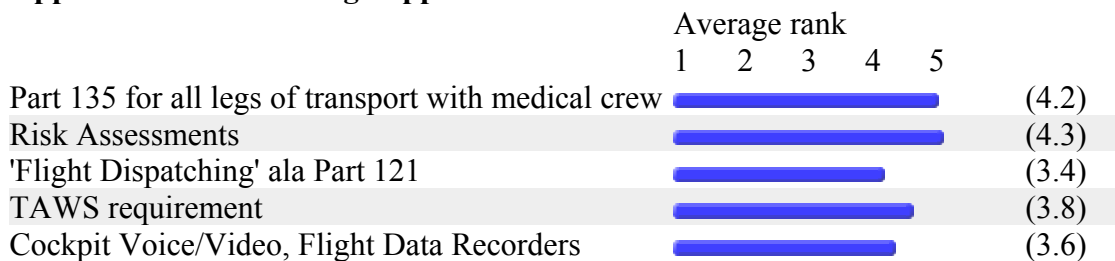 Average rank
1 2 3 4 5
Part 135 for all legs of transport with medical crew (4.2)
Risk Assessments (4.3)
'Flight Dispatching' ala Part 121 (3.4)
TAWS requirement (3.8)
Cockpit Voice/Video, Flight Data Recorders (3.6)